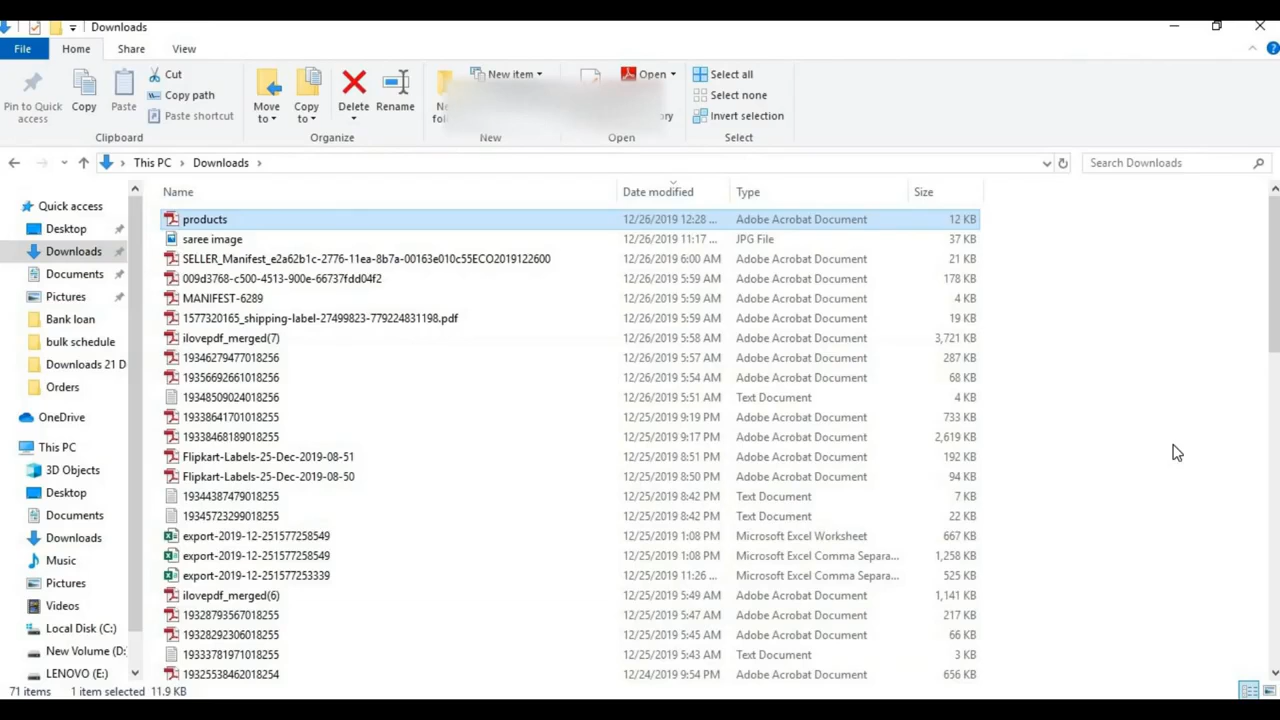 Downloads
File Home Share View
Pin to Quick access
Copy
Paste
Cut
Copy path
Paste shortcut
Clipboard
Move to
Copy to
Delete
Rename
Organize
New item
New
Open
Open
Select all
Select none
Invert selection
Select
This PC > Downloads >
Search Downloads
Name Date modified Type Size
Quick access
Desktop
Downloads
Documents
Pictures
Bank loan
bulk schedule
Downloads 21 D
Orders
OneDrive
This PC
3D Objects
Desktop
Documents
Downloads
Music
Pictures
Videos
Local Disk (C:)
New Volume (D:
LENOVO (E:)
products 12/26/2019 12:28 ... Adobe Acrobat Document 12 KB
saree image 12/26/2019 11:17 ... JPG File 37 KB
SELLER_Manifest_e2a62b1c-2776-11ea-8b7a-00163e010c55ECO2019122600 12/26/2019 6:00 AM Adobe Acrobat Document 21 KB
009d3768-c500-4513-900e-66737fdd04f2 12/26/2019 5:59 AM Adobe Acrobat Document 178 KB
MANIFEST-6289 12/26/2019 5:59 AM Adobe Acrobat Document 4 KB
1577320165_shipping-label-27499823-779224831198.pdf 12/26/2019 5:59 AM Adobe Acrobat Document 19 KB
ilovepdf_merged(7) 12/26/2019 5:58 AM Adobe Acrobat Document 3,721 KB
19346279477018256 12/26/2019 5:57 AM Adobe Acrobat Document 287 KB
19356692661018256 12/26/2019 5:54 AM Adobe Acrobat Document 68 KB
19348509024018256 12/26/2019 5:51 AM Text Document 4 KB
19338641701018255 12/25/2019 9:19 PM Adobe Acrobat Document 733 KB
19338468189018255 12/25/2019 9:17 PM Adobe Acrobat Document 2,619 KB
Flipkart-Labels-25-Dec-2019-08-51 12/25/2019 8:51 PM Adobe Acrobat Document 192 KB
Flipkart-Labels-25-Dec-2019-08-50 12/25/2019 8:50 PM Adobe Acrobat Document 94 KB
19344387479018255 12/25/2019 8:42 PM Text Document 7 KB
19345723299018255 12/25/2019 8:42 PM Text Document 22 KB
export-2019-12-251577258549 12/25/2019 1:08 PM Microsoft Excel Worksheet 667 KB
export-2019-12-251577258549 12/25/2019 1:08 PM Microsoft Excel Comma Separa... 1,258 KB
export-2019-12-251577253339 12/25/2019 11:26 ... Microsoft Excel Comma Separa... 525 KB
ilovepdf_merged(6) 12/25/2019 5:49 AM Adobe Acrobat Document 1,141 KB
19328793567018255 12/25/2019 5:47 AM Adobe Acrobat Document 217 KB
19328292306018255 12/25/2019 5:45 AM Adobe Acrobat Document 66 KB
19333781971018255 12/25/2019 5:43 AM Text Document 3 KB
19325538462018254 12/24/2019 9:54 PM Adobe Acrobat Document 656 KB
71 items 1 item selected 11.9 KB